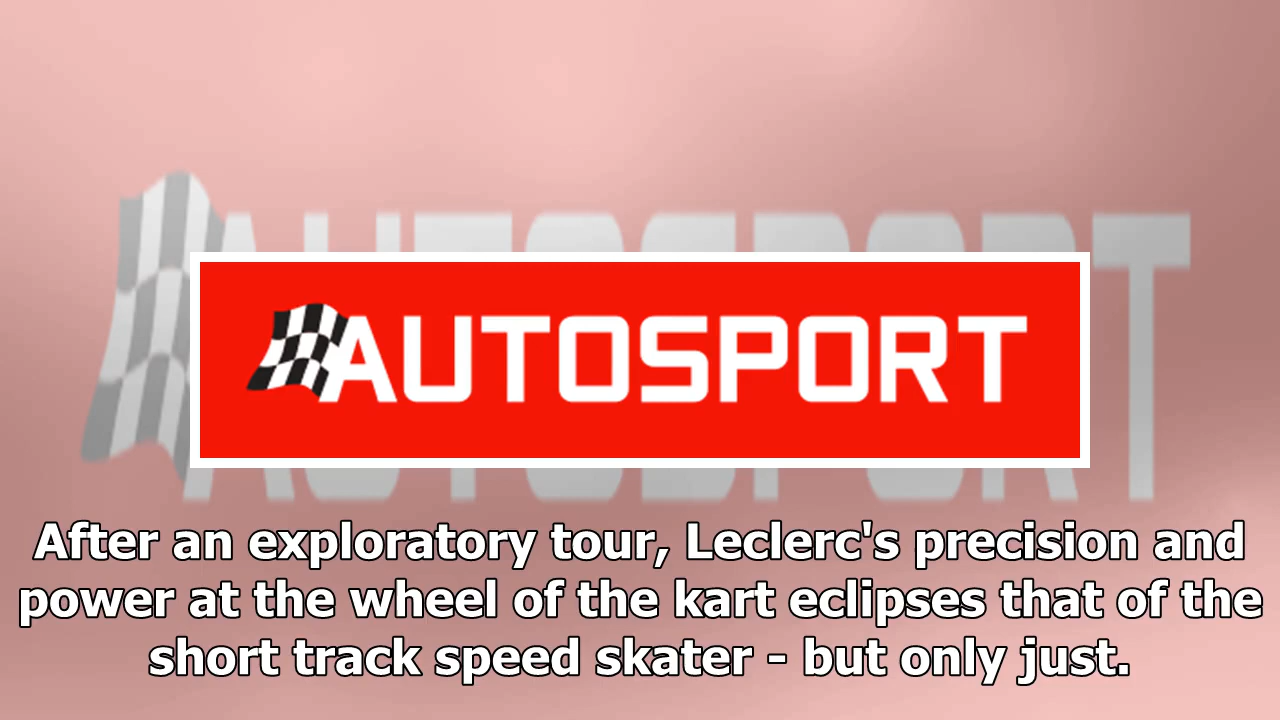 AUTOSPORT
AUTOSPORT
After an exploratory tour, Leclerc's precision and
power at the wheel of the kart eclipses that of the
short track speed skater - but only just.